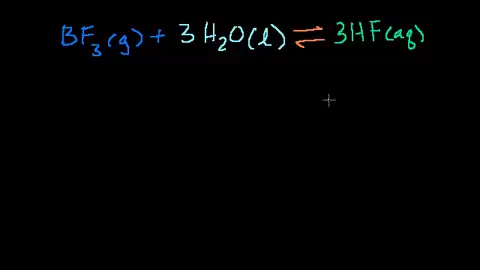 BF₃(g) + 3H₂O(l) ⇌ 3HF(aq)